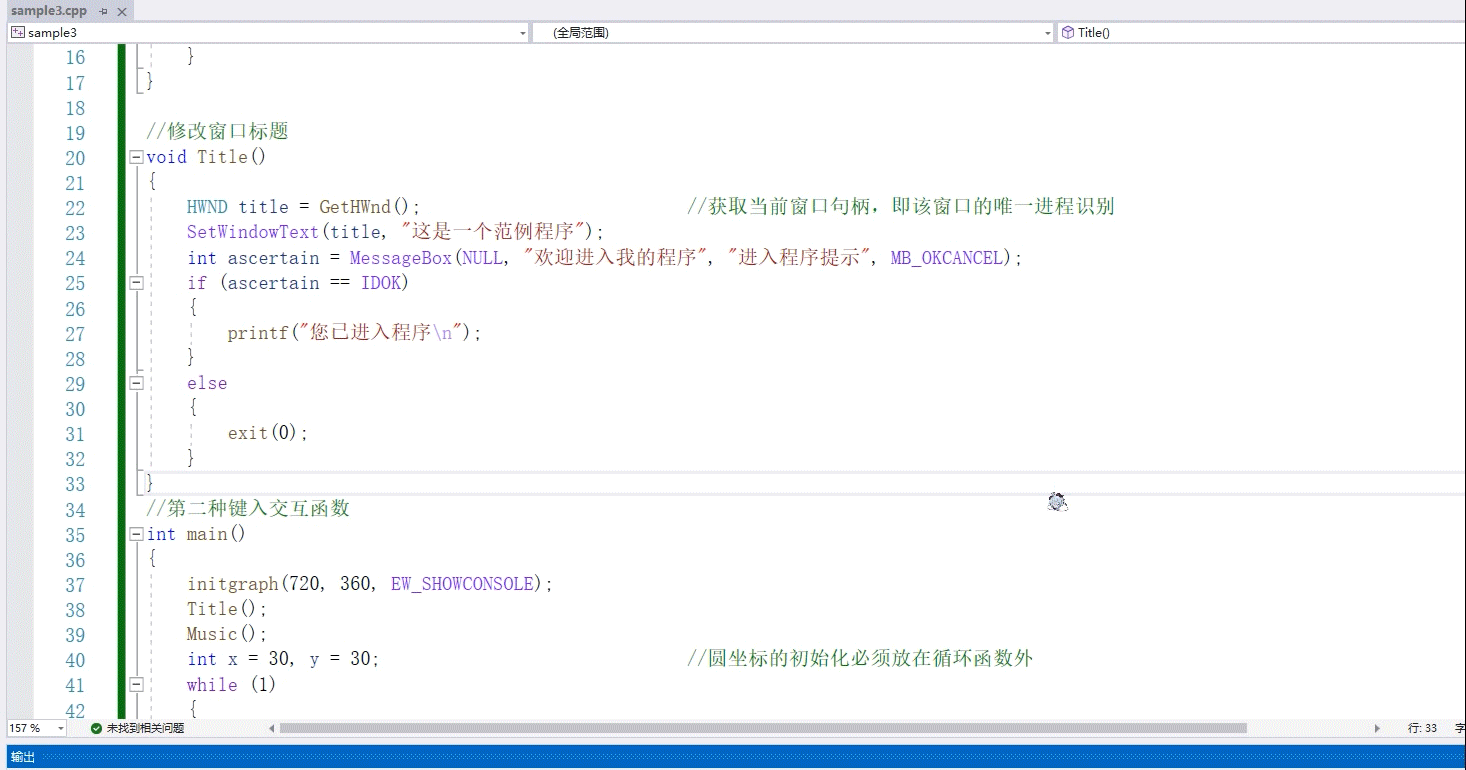 sample3.cpp
sample3 (全局范围) Title()
16 }
17 }
18
19 //修改窗口标题
20 void Title()
21 {
22 HWND title = GetHWnd(); //获取当前窗口句柄，即该窗口的唯一进程识别
23 SetWindowText(title, "这是一个范例程序");
24 int ascertain = MessageBox(NULL, "欢迎进入我的程序", "进入程序提示", MB_OKCANCEL);
25 if (ascertain == IDOK)
26 {
27 printf("您已进入程序\n");
28 }
29 else
30 {
31 exit(0);
32 }
33 }
34 //第二种键入交互函数
35 int main()
36 {
37 initgraph(720, 360, EW_SHOWCONSOLE);
38 Title();
39 Music();
40 int x = 30, y = 30; //圆坐标的初始化必须放在循环函数外
41 while (1)
42 {
157 % 未找到相关问题 行: 33 字
输出